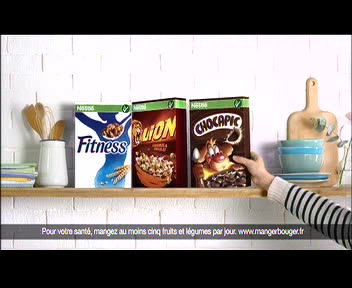 Nestlé
Fitness
Nestlé
LION
Nestlé
CHOCAPIC
Pour votre santé, mangez au moins cinq fruits et légumes par jour. www.mangerbouger.fr